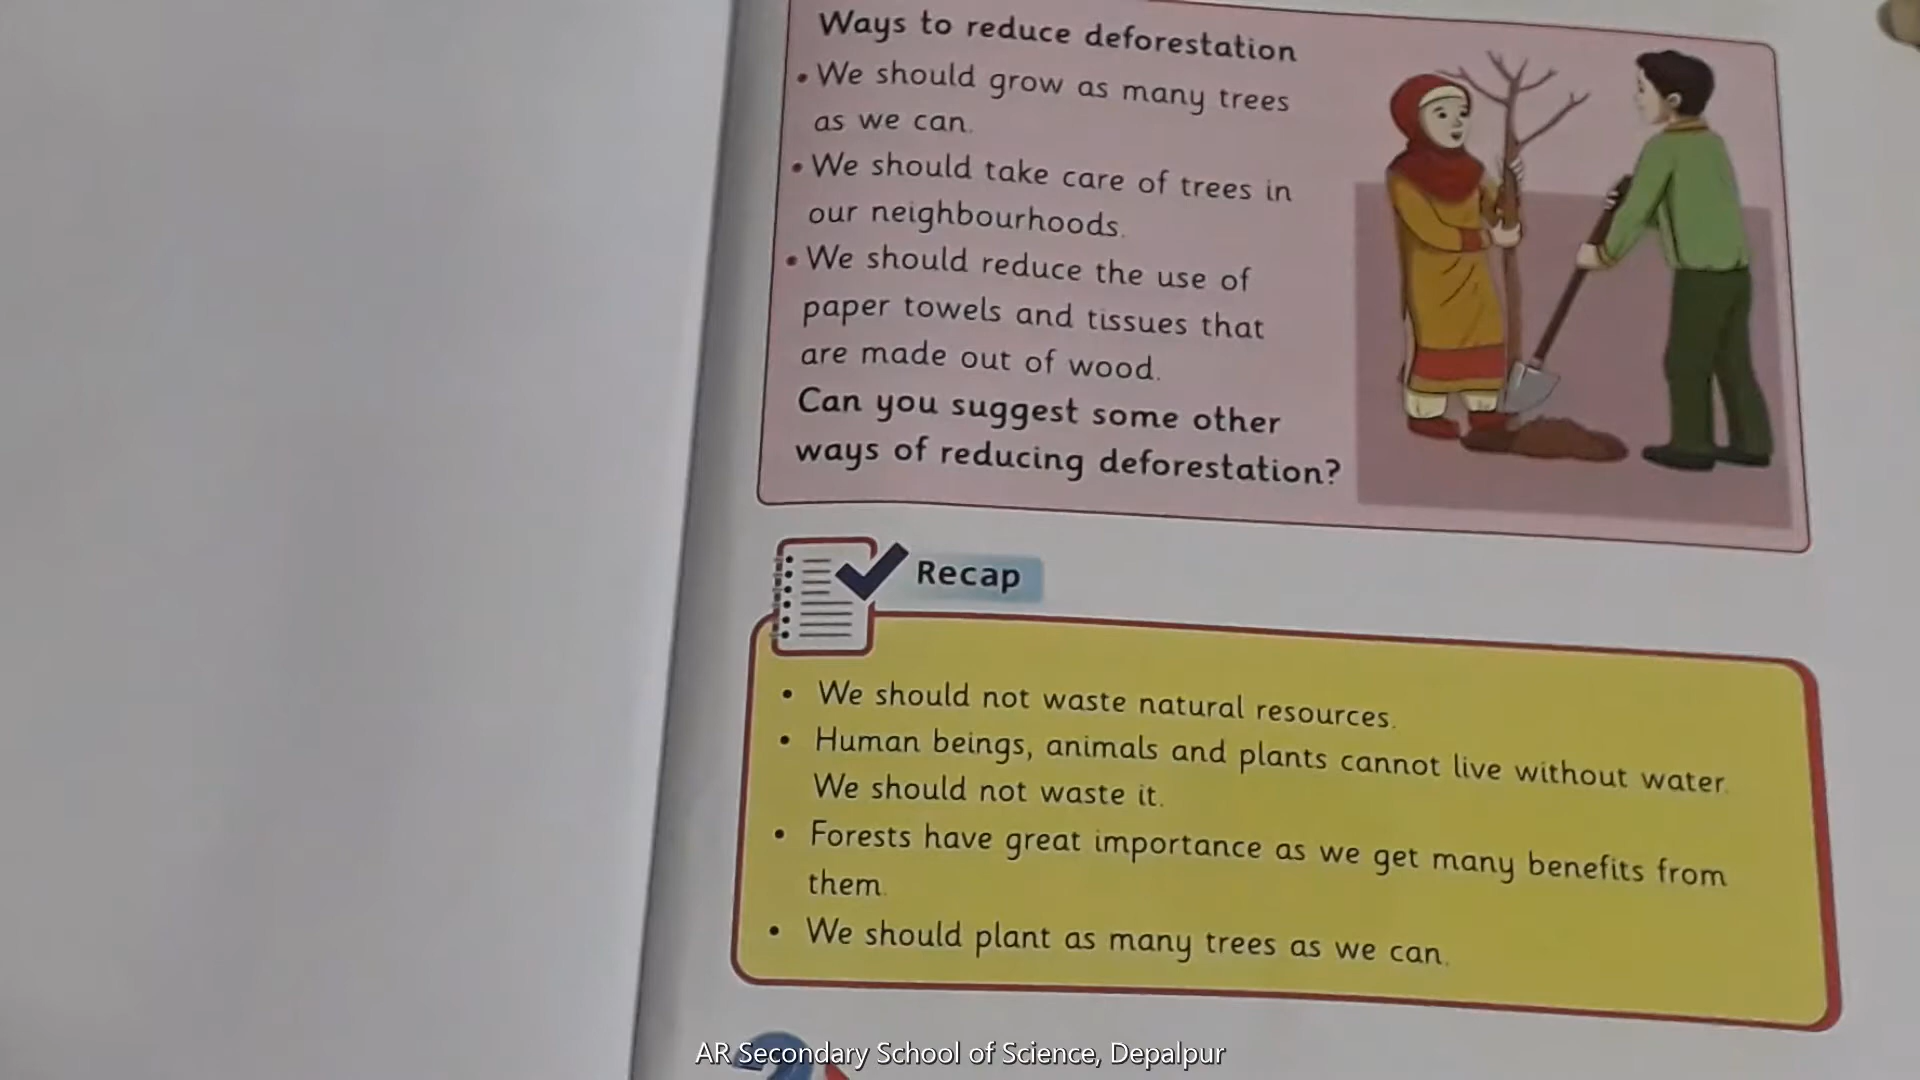 Ways to reduce deforestation
• We should grow as many trees
as we can.
• We should take care of trees in
our neighbourhoods.
• We should reduce the use of
paper towels and tissues that
are made out of wood.
Can you suggest some other
ways of reducing deforestation?
Recap
• We should not waste natural resources.
• Human beings, animals and plants cannot live without water.
We should not waste it.
• Forests have great importance as we get many benefits from
them.
• We should plant as many trees as we can.
AR Secondary School of Science, Depalpur